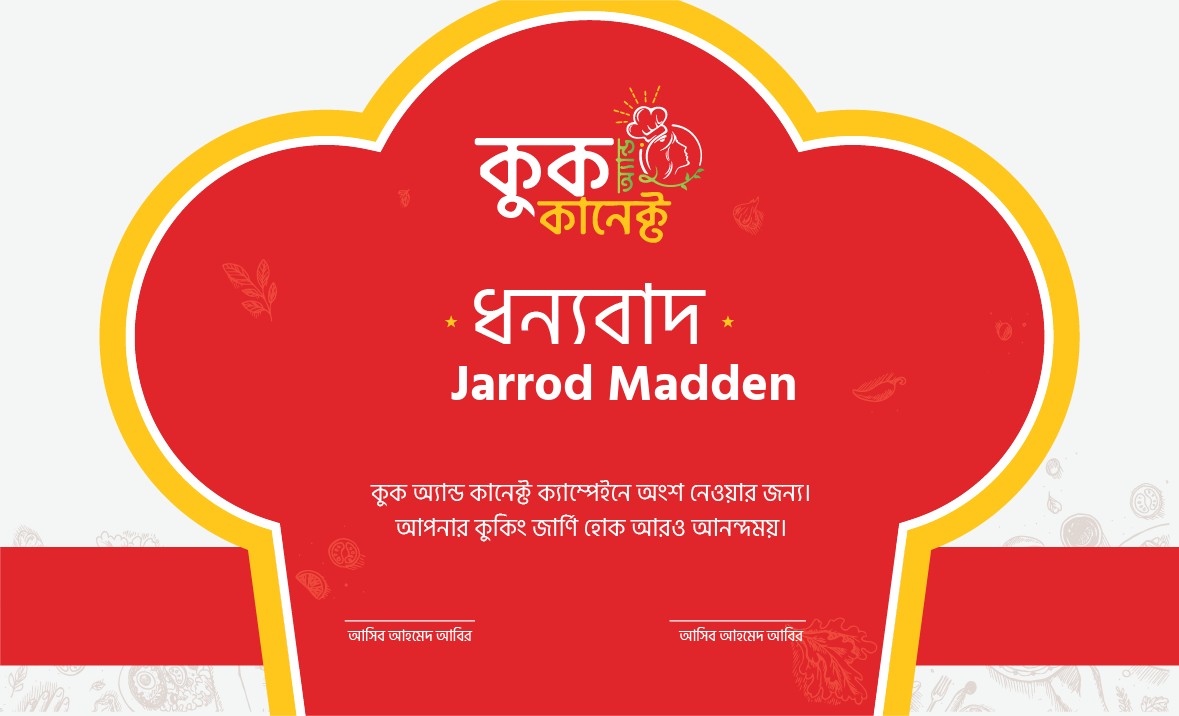 কুক অ্যান্ড
কানেক্ট
ধন্যবাদ
Jarrod Madden
কুক অ্যান্ড কানেক্ট ক্যাম্পেইনে অংশ নেওয়ার জন্য।
আপনার কুকিং জার্ণি হোক আরও আনন্দময়।
আসিব আহমেদ আবির
আসিব আহমেদ আবির